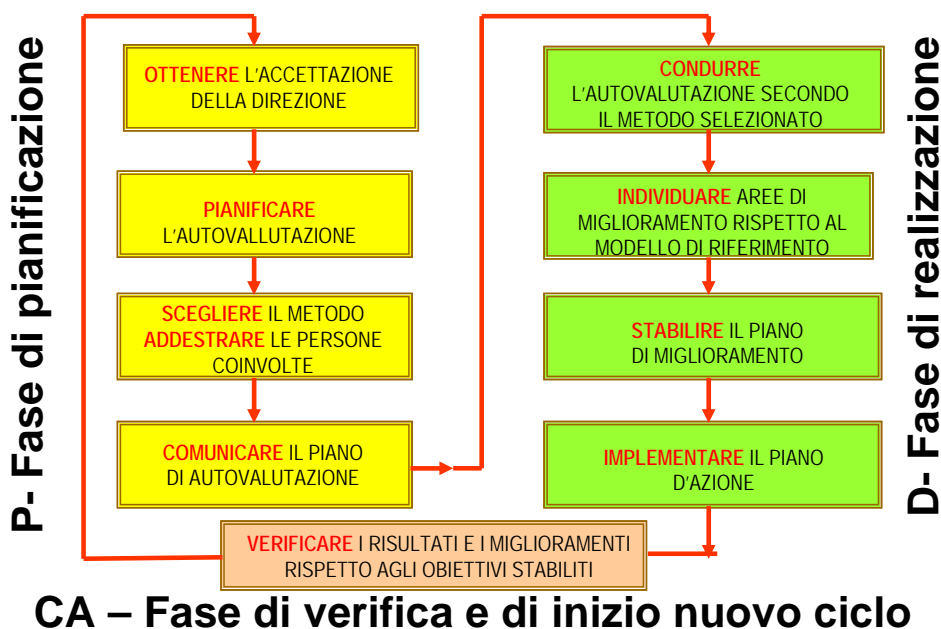 P- Fase di pianificazione
OTTENERE L'ACCETTAZIONE
DELLA DIREZIONE
PIANIFICARE
L'AUTOVALLUTAZIONE
SCEGLIERE IL METODO
ADDESTRARE LE PERSONE
COINVOLTE
COMUNICARE IL PIANO
DI AUTOVALUTAZIONE
CONDURRE
L'AUTOVALUTAZIONE SECONDO
IL METODO SELEZIONATO
INDIVIDUARE AREE DI
MIGLIORAMENTO RISPETTO AL
MODELLO DI RIFERIMENTO
STABILIRE IL PIANO
DI MIGLIORAMENTO
IMPLEMENTARE IL PIANO
D'AZIONE
D- Fase di realizzazione
VERIFICARE I RISULTATI E I MIGLIORAMENTI
RISPETTO AGLI OBIETTIVI STABILITI
CA – Fase di verifica e di inizio nuovo ciclo